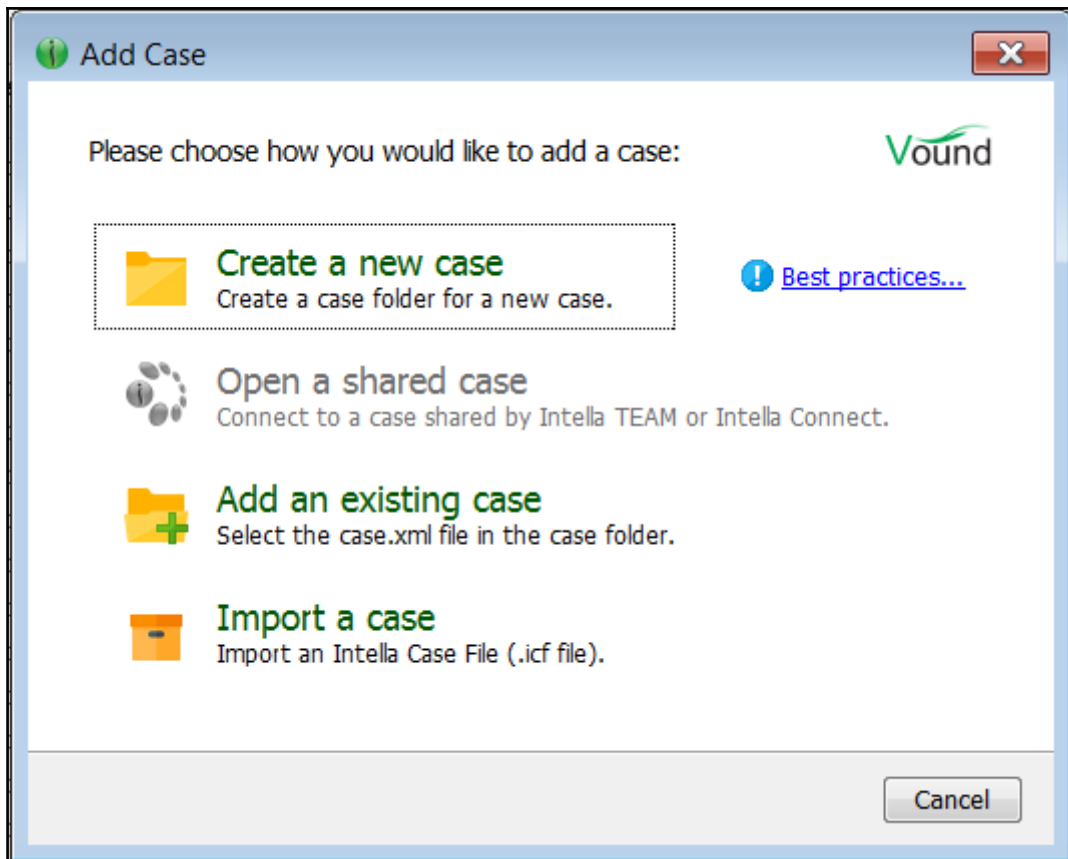 Add Case
Please choose how you would like to add a case:
Vound
Create a new case
Create a case folder for a new case.
Best practices...
Open a shared case
Connect to a case shared by Intella TEAM or Intella Connect.
Add an existing case
Select the case.xml file in the case folder.
Import a case
Import an Intella Case File (.icf file).
Cancel